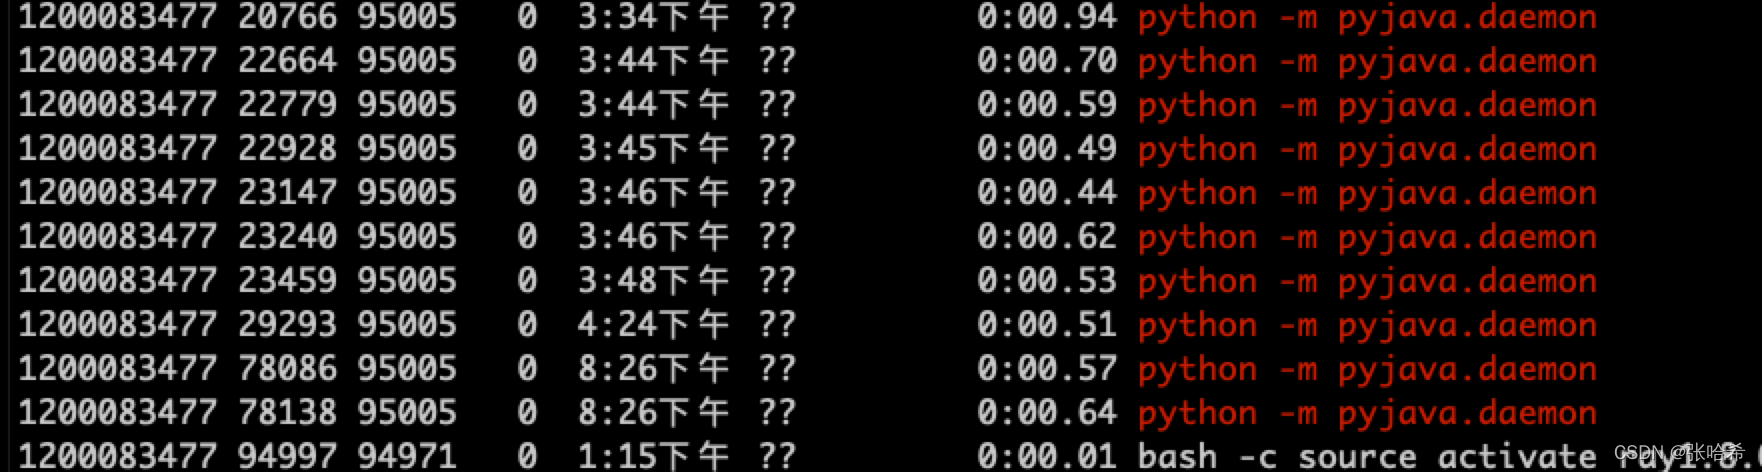 1200083477 20766 95005 0 3:34下午 ?? 0:00.94 python -m pyjava.daemon
1200083477 22664 95005 0 3:44下午 ?? 0:00.70 python -m pyjava.daemon
1200083477 22779 95005 0 3:44下午 ?? 0:00.59 python -m pyjava.daemon
1200083477 22928 95005 0 3:45下午 ?? 0:00.49 python -m pyjava.daemon
1200083477 23147 95005 0 3:46下午 ?? 0:00.44 python -m pyjava.daemon
1200083477 23240 95005 0 3:46下午 ?? 0:00.62 python -m pyjava.daemon
1200083477 23459 95005 0 3:48下午 ?? 0:00.53 python -m pyjava.daemon
1200083477 29293 95005 0 4:24下午 ?? 0:00.51 python -m pyjava.daemon
1200083477 78086 95005 0 8:26下午 ?? 0:00.57 python -m pyjava.daemon
1200083477 78138 95005 0 8:26下午 ?? 0:00.64 python -m pyjava.daemon
1200083477 94997 94971 0 1:15下午 ?? 0:00.01 bash -c source activate
CSDN @张哈希